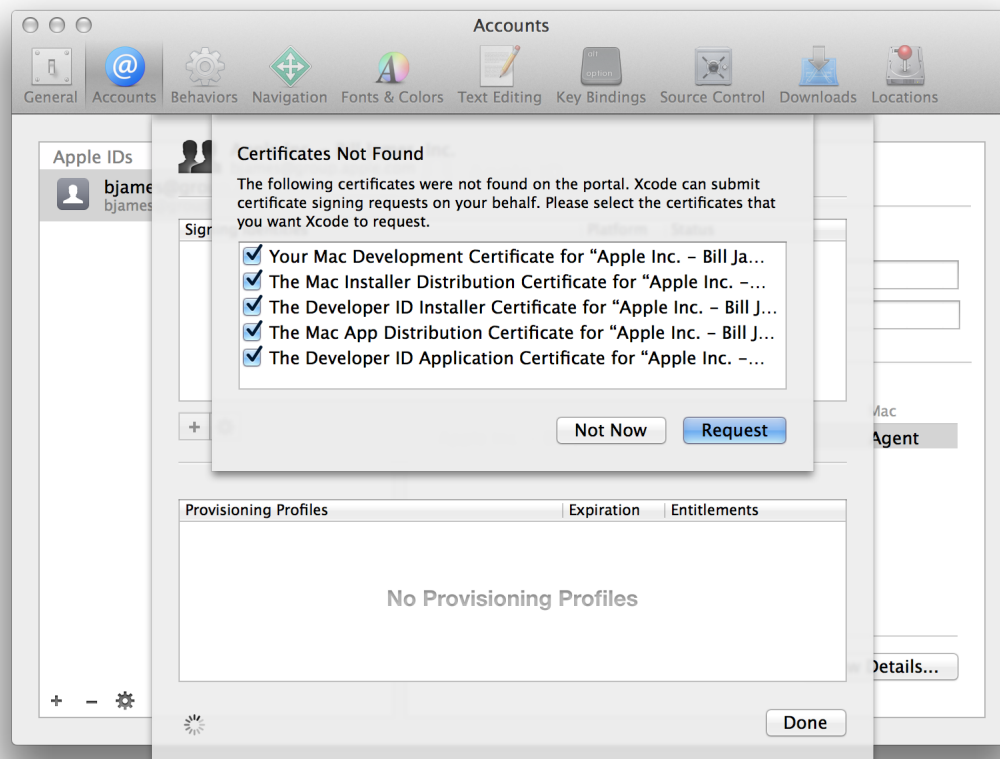 Accounts
General
Accounts
Behaviors
Navigation
Fonts & Colors
Text Editing
alt
option
Key Bindings
Source Control
Downloads
Locations
Apple IDs
bjame
bjames
Certificates Not Found
The following certificates were not found on the portal. Xcode can submit
certificate signing requests on your behalf. Please select the certificates that
you want Xcode to request.
Sign
Platform
Status
Your Mac Development Certificate for “Apple Inc. – Bill Ja…
The Mac Installer Distribution Certificate for “Apple Inc. –…
The Developer ID Installer Certificate for “Apple Inc. – Bill J…
The Mac App Distribution Certificate for “Apple Inc. – Bill J…
The Developer ID Application Certificate for “Apple Inc. –…
Not Now
Request
Mac
Agent
Provisioning Profiles
Expiration
Entitlements
No Provisioning Profiles
Details...
Done